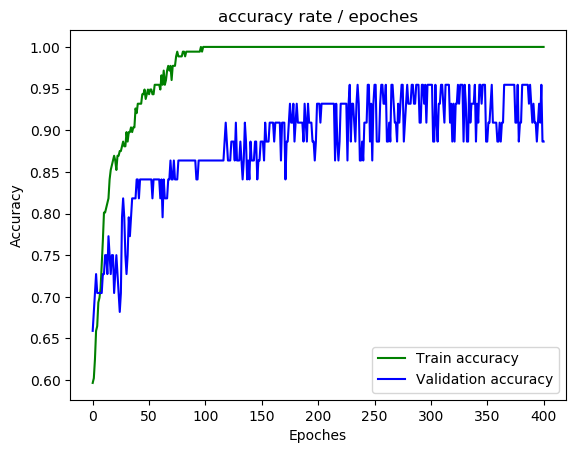 accuracy rate / epoches
1.00
0.95
0.90
0.85
0.80
0.75
0.70
0.65
0.60
Accuracy
Train accuracy
Validation accuracy
0 50 100 150 200 250 300 350 400
Epoches